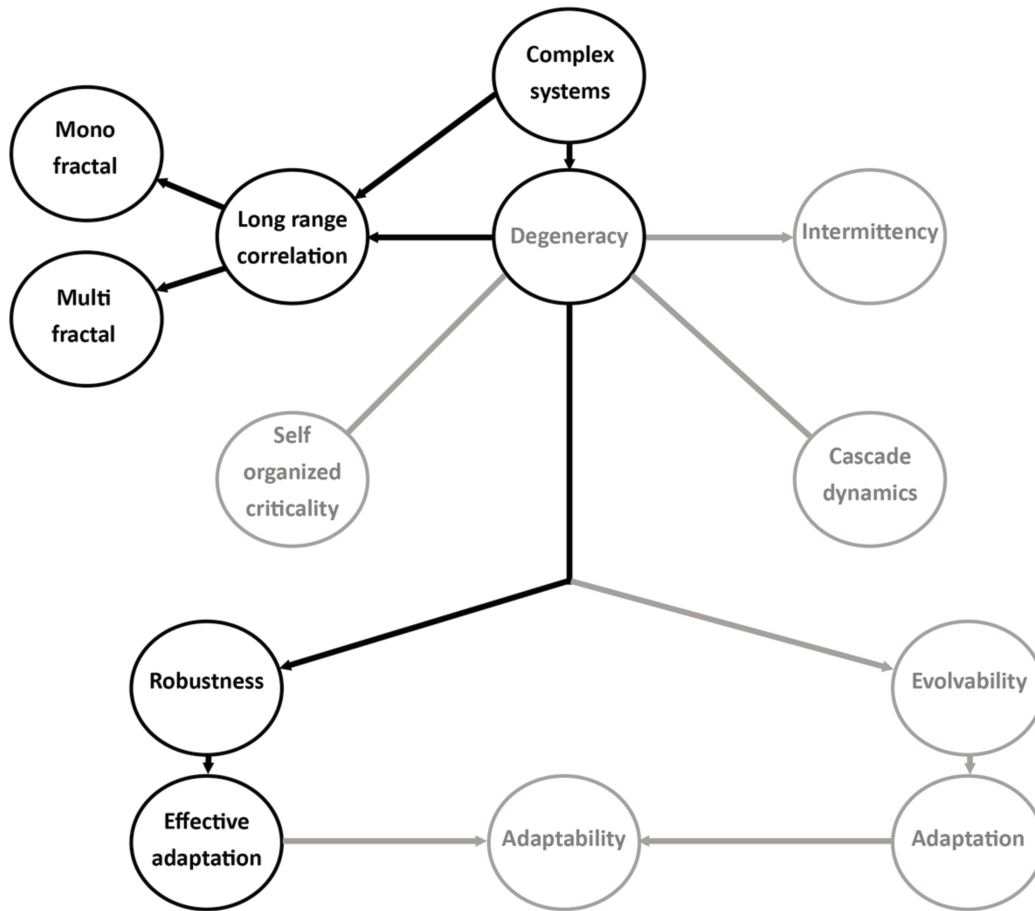 Complex
systems
Mono
fractal
Long range
correlation
Degeneracy
Intermittency
Multi
fractal
Self
organized
criticality
Cascade
dynamics
Robustness
Evolvability
Effective
adaptation
Adaptability
Adaptation